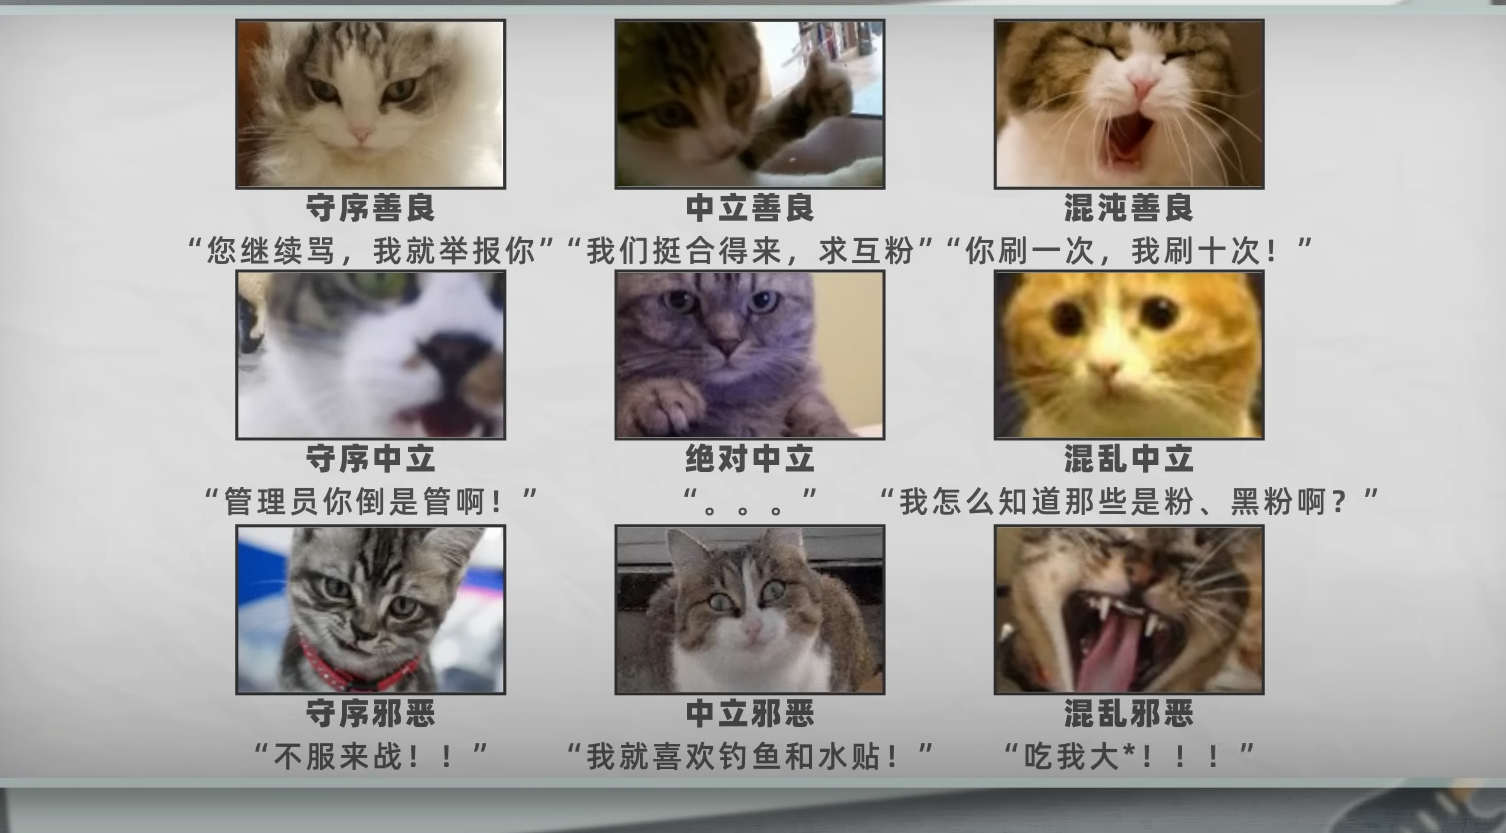 守序善良 中立善良 混沌善良
“您继续骂，我就举报你” “我们挺合得来，求互粉” “你刷一次，我刷十次！”
守序中立 绝对中立 混乱中立
“管理员你倒是管啊！” “。。。” “我怎么知道那些是粉、黑粉啊？”
守序邪恶 中立邪恶 混乱邪恶
“不服来战！！” “我就喜欢钓鱼和水贴！” “吃我大*！！！”